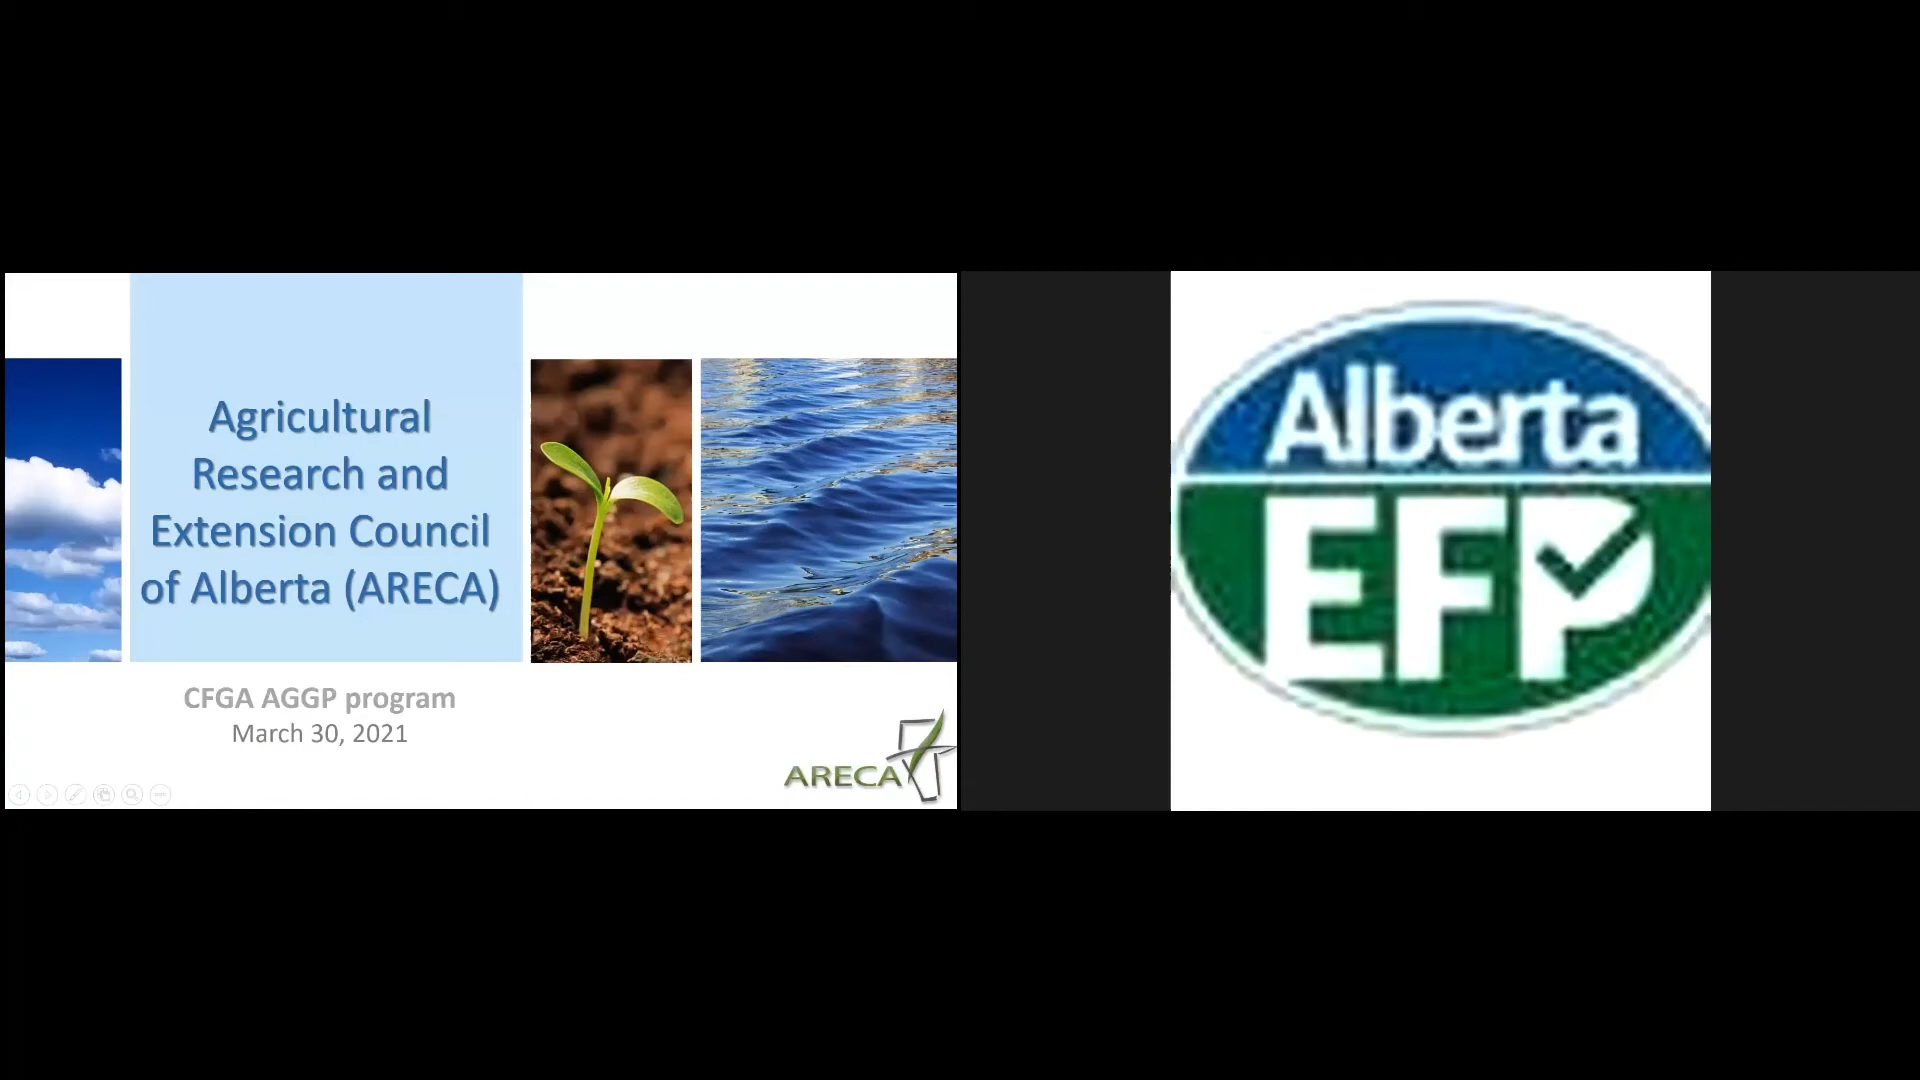 Agricultural
Research and
Extension Council
of Alberta (ARECA)
CFGA AGGP program
March 30, 2021
ARECA
Alberta
EFP